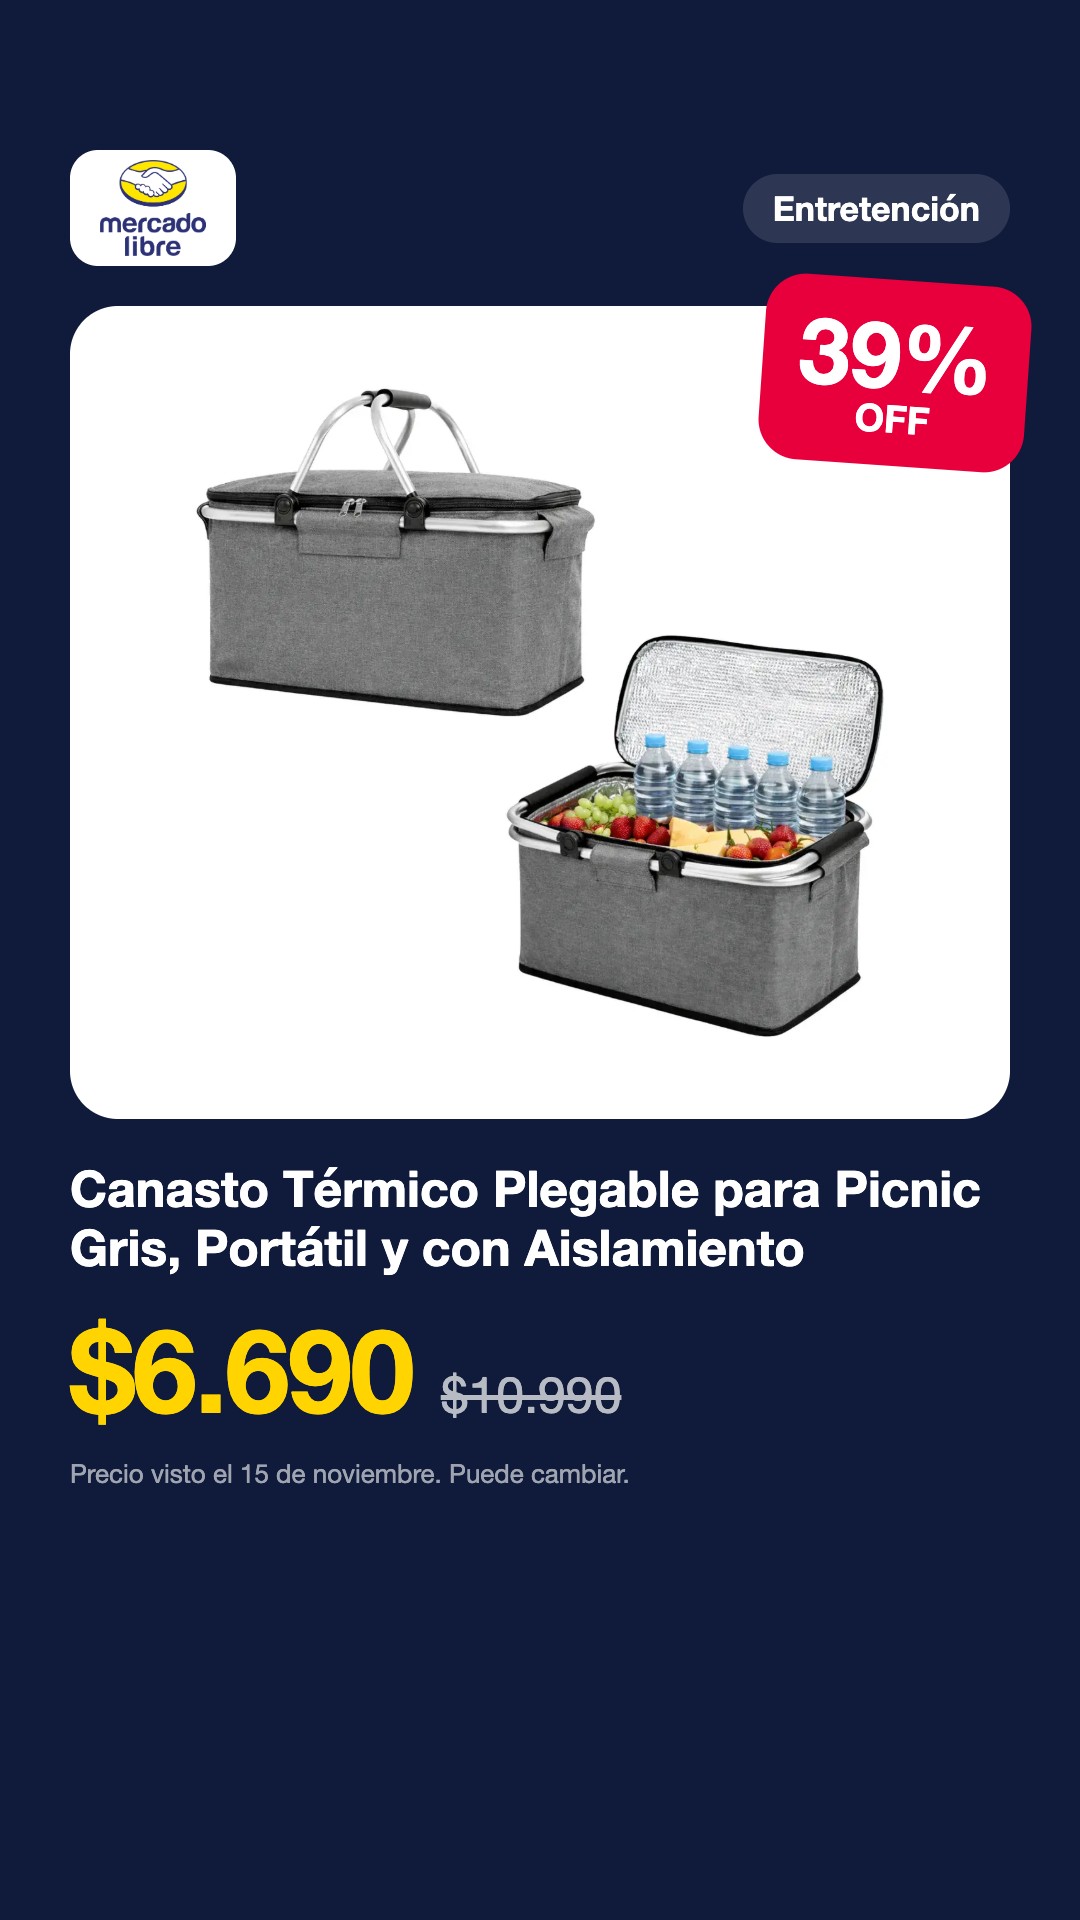 mercado
libre
Entretención
39%
OFF
Canasto Térmico Plegable para Picnic
Gris, Portátil y con Aislamiento
$6.690 $10.990
Precio visto el 15 de noviembre. Puede cambiar.